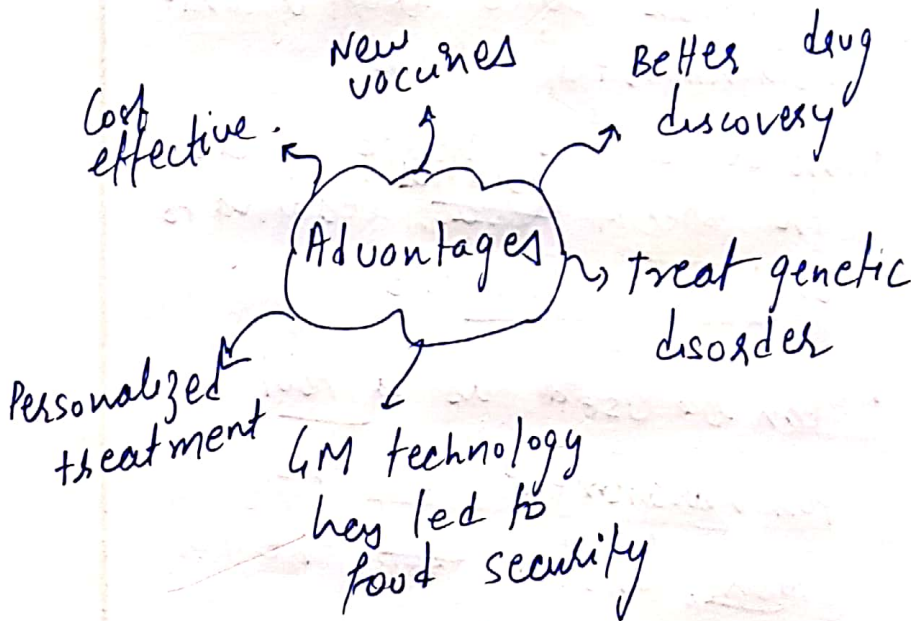 New
vaccines
Better drug
discovery
Cost
effective.
Advantages
treat genetic
disorder
Personalized
treatment
GM technology
has led to
food security